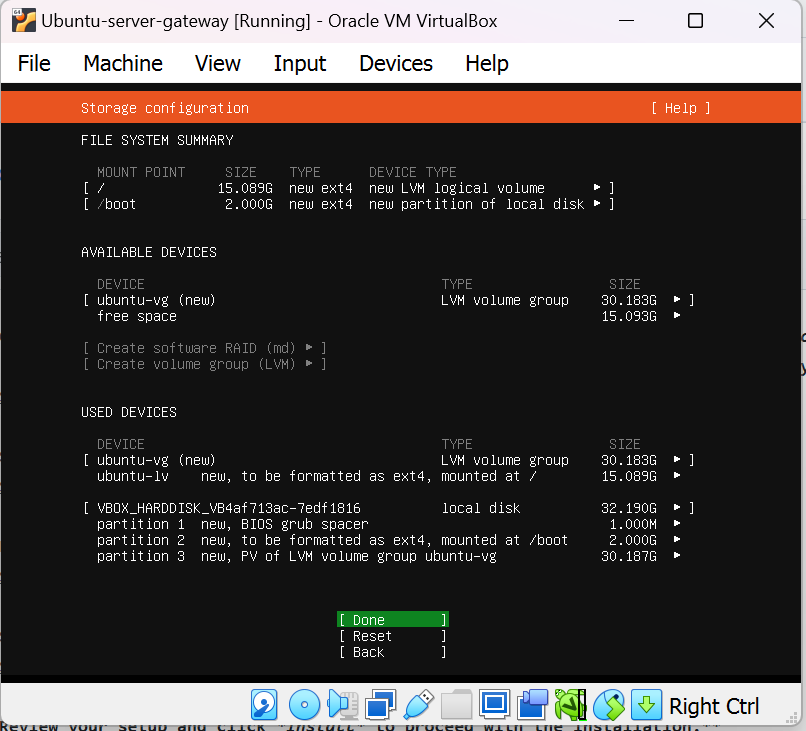 Ubuntu-server-gateway [Running] - Oracle VM VirtualBox
File Machine View Input Devices Help
Storage configuration [ Help ]
FILE SYSTEM SUMMARY
MOUNT POINT SIZE TYPE DEVICE TYPE
[ / 15.089G new ext4 new LVM logical volume ▸ ]
[ /boot 2.000G new ext4 new partition of local disk ▸ ]
AVAILABLE DEVICES
DEVICE TYPE SIZE
[ ubuntu-vg (new) LVM volume group 30.183G ▸ ]
free space 15.093G ▸
[ Create software RAID (md) ▸ ]
[ Create volume group (LVM) ▸ ]
USED DEVICES
DEVICE TYPE SIZE
[ ubuntu-vg (new) LVM volume group 30.183G ▸ ]
ubuntu-lv new, to be formatted as ext4, mounted at / 15.089G ▸
[ VBOX_HARDDISK_VB4af713ac-7edf1816 local disk 32.190G ▸ ]
partition 1 new, BIOS grub spacer 1.000M ▸
partition 2 new, to be formatted as ext4, mounted at /boot 2.000G ▸
partition 3 new, PV of LVM volume group ubuntu-vg 30.187G ▸
[ Done ]
[ Reset ]
[ Back ]
Right Ctrl
Review your setup and click *Install* to proceed with the installation.**